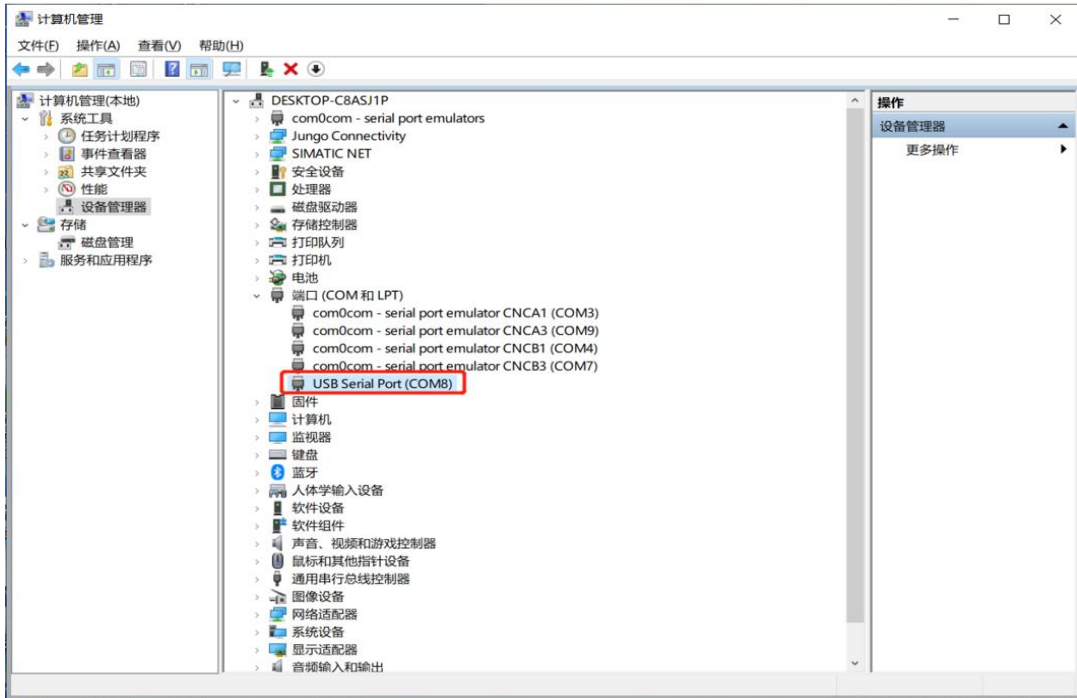 计算机管理
文件(F) 操作(A) 查看(V) 帮助(H)
计算机管理(本地)
系统工具
任务计划程序
事件查看器
共享文件夹
性能
设备管理器
存储
磁盘管理
服务和应用程序
DESKTOP-C8ASJ1P
com0com - serial port emulators
Jungo Connectivity
SIMATIC NET
安全设备
处理器
磁盘驱动器
存储控制器
打印队列
打印机
电池
端口 (COM 和 LPT)
com0com - serial port emulator CNCA1 (COM3)
com0com - serial port emulator CNCA3 (COM9)
com0com - serial port emulator CNCB1 (COM4)
com0com - serial port emulator CNCB3 (COM7)
USB Serial Port (COM8)
固件
计算机
监视器
键盘
蓝牙
人体学输入设备
软件设备
软件组件
声音、视频和游戏控制器
鼠标和其他指针设备
通用串行总线控制器
图像设备
网络适配器
系统设备
显示适配器
音频输入和输出
操作
设备管理器
更多操作